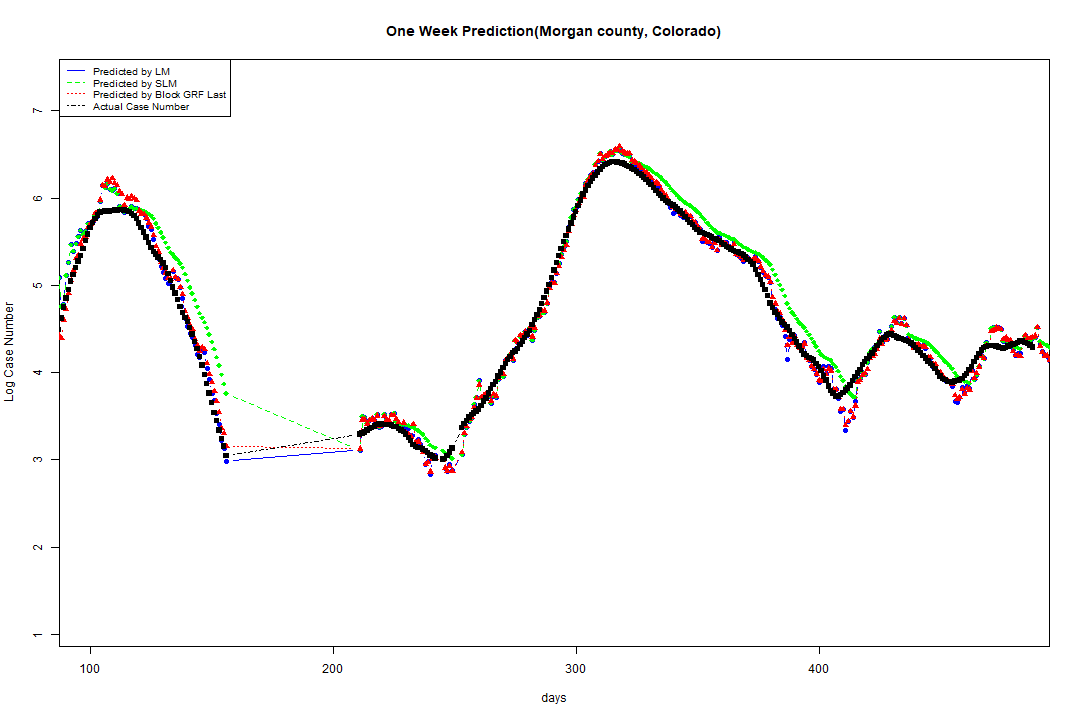 One Week Prediction(Morgan county, Colorado)
Predicted by LM
Predicted by SLM
Predicted by Block GRF Last
Actual Case Number
7
6
5
4
3
2
1
Log Case Number
100
200
300
400
days